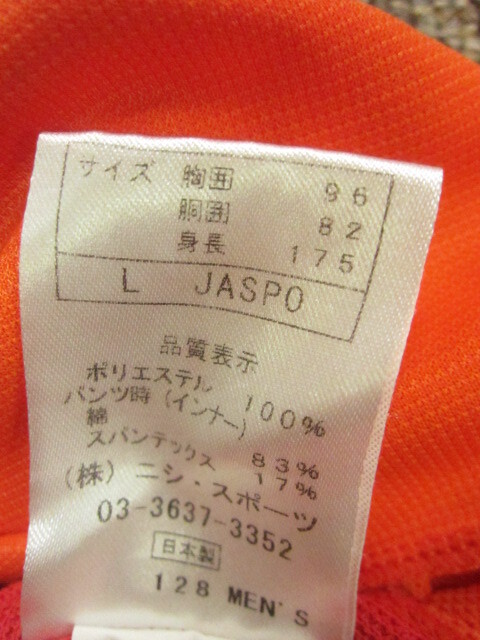 サイズ 胸囲 96
胴囲 82
身長 175
L JASPO
品質表示
ポリエステル 100%
パンツ時(インナー)
綿 83%
スパンテックス 17%
(株)ニシ・スポーツ
03-3637-3352
日本製
128 MEN'S